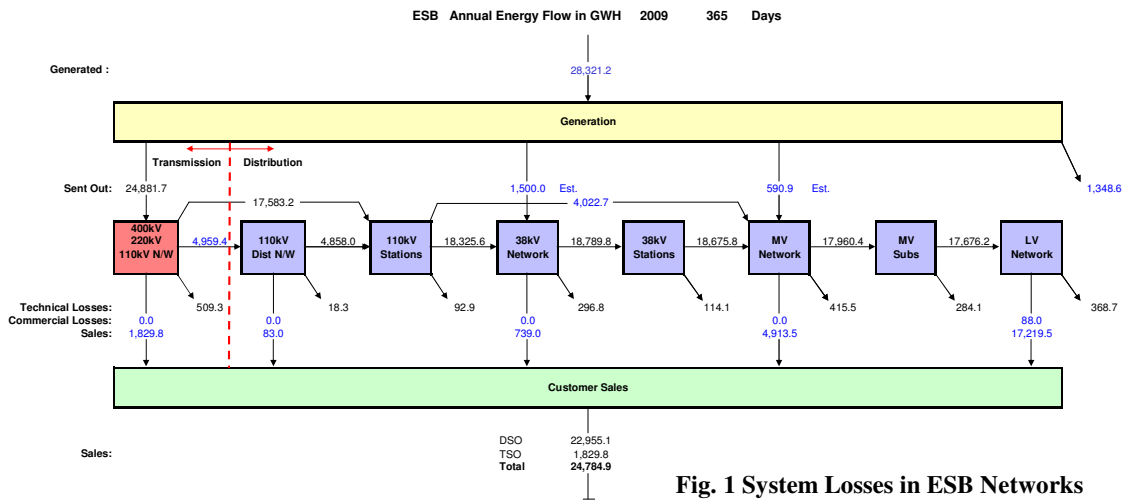 ESB Annual Energy Flow in GWH 2009 365 Days
Generated :
28,321.2
Generation
Transmission
Distribution
Sent Out:
24,881.7
1,500.0 Est.
590.9 Est.
1,348.6
17,583.2
4,022.7
400kV
220kV
110kV N/W
4,959.4
110kV
Dist N/W
4,858.0
110kV
Stations
18,325.6
38kV
Network
18,789.8
38kV
Stations
18,675.8
MV
Network
17,960.4
MV
Subs
17,676.2
LV
Network
Technical Losses:
509.3
18.3
92.9
296.8
114.1
415.5
284.1
368.7
Commercial Losses:
0.0
0.0
0.0
0.0
88.0
Sales:
1,829.8
83.0
739.0
4,913.5
17,219.5
Customer Sales
Sales:
DSO 22,955.1
TSO 1,829.8
Total 24,784.9
Fig. 1 System Losses in ESB Networks